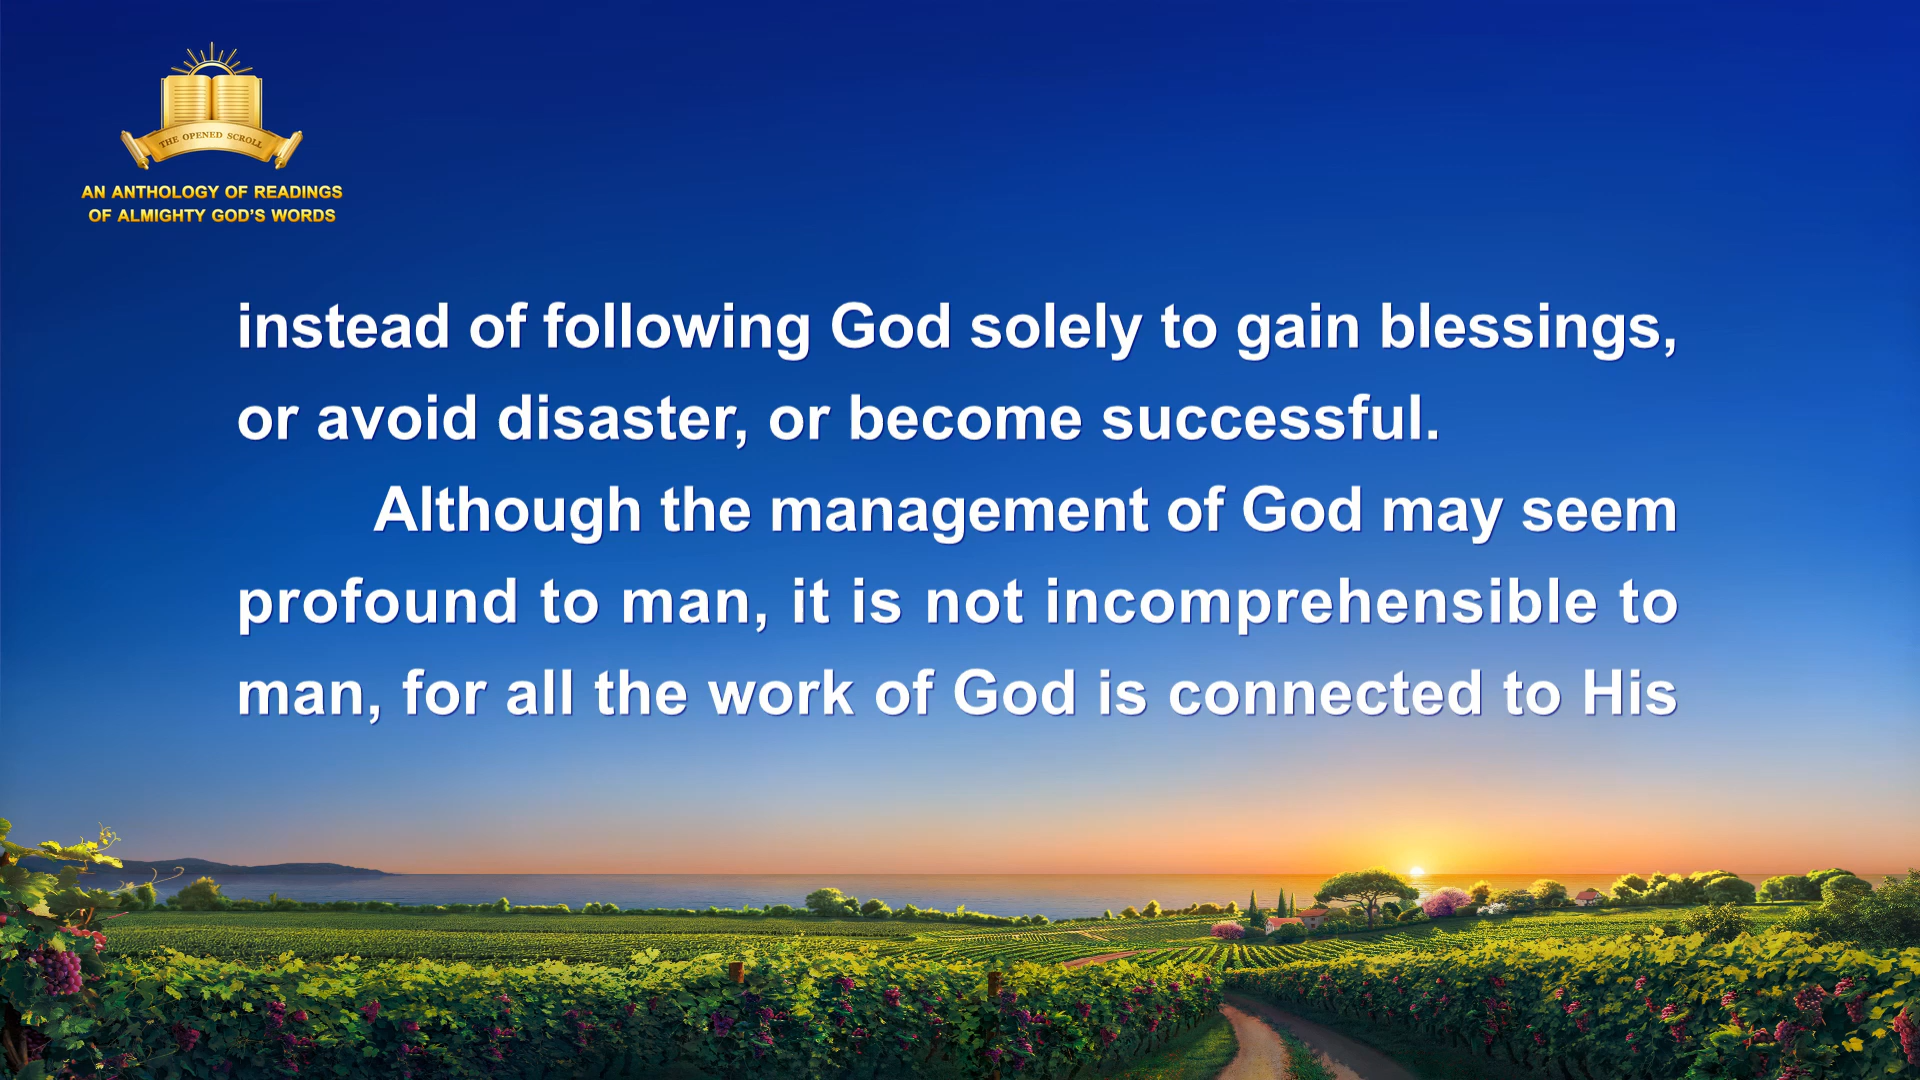 THE OPENED SCROLL
AN ANTHOLOGY OF READINGS
OF ALMIGHTY GOD'S WORDS
instead of following God solely to gain blessings,
or avoid disaster, or become successful.
Although the management of God may seem
profound to man, it is not incomprehensible to
man, for all the work of God is connected to His